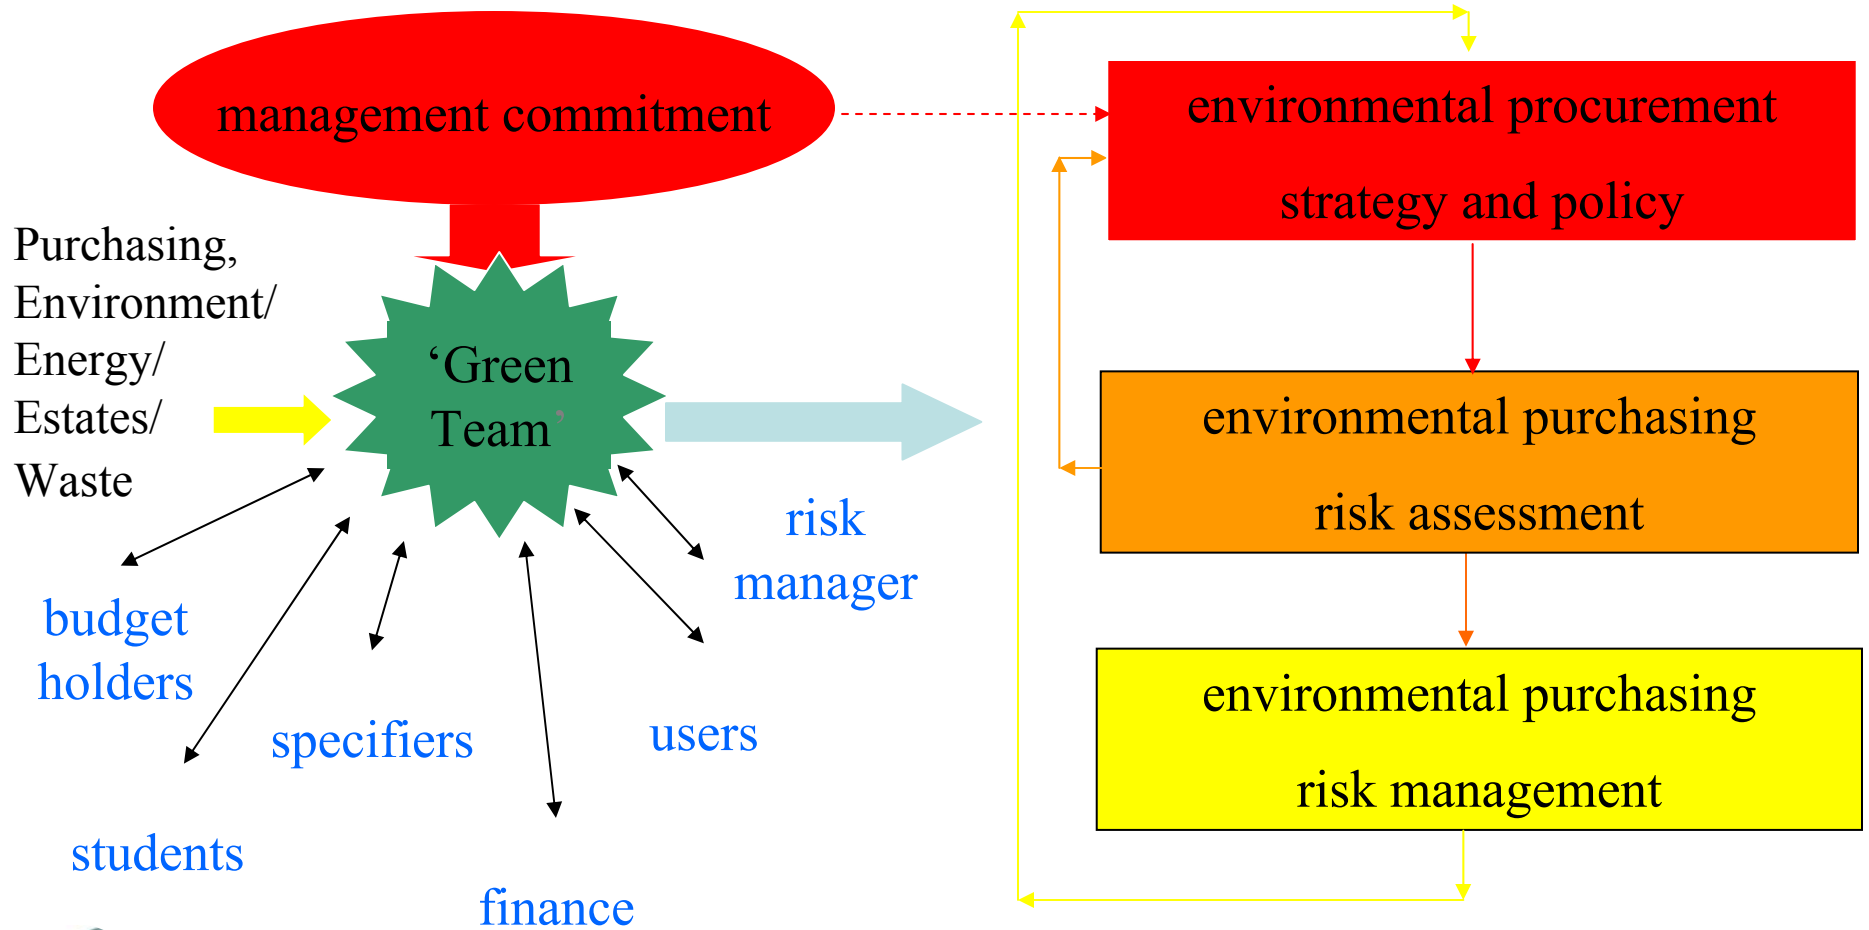 management commitment
Purchasing,
Environment/
Energy/
Estates/
Waste
‘Green
Team’
budget
holders
students
specifiers
finance
users
risk
manager
environmental procurement
strategy and policy
environmental purchasing
risk assessment
environmental purchasing
risk management